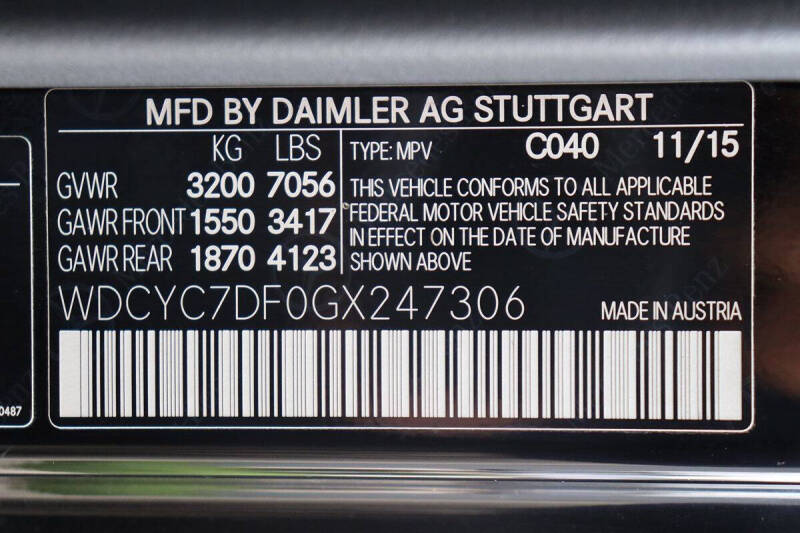 MFD BY DAIMLER AG STUTTGART
KG LBS
GVWR 3200 7056
GAWR FRONT 1550 3417
GAWR REAR 1870 4123
TYPE: MPV C040 11/15
THIS VEHICLE CONFORMS TO ALL APPLICABLE
FEDERAL MOTOR VEHICLE SAFETY STANDARDS
IN EFFECT ON THE DATE OF MANUFACTURE
SHOWN ABOVE
WDCYC7DF0GX247306 MADE IN AUSTRIA
0487